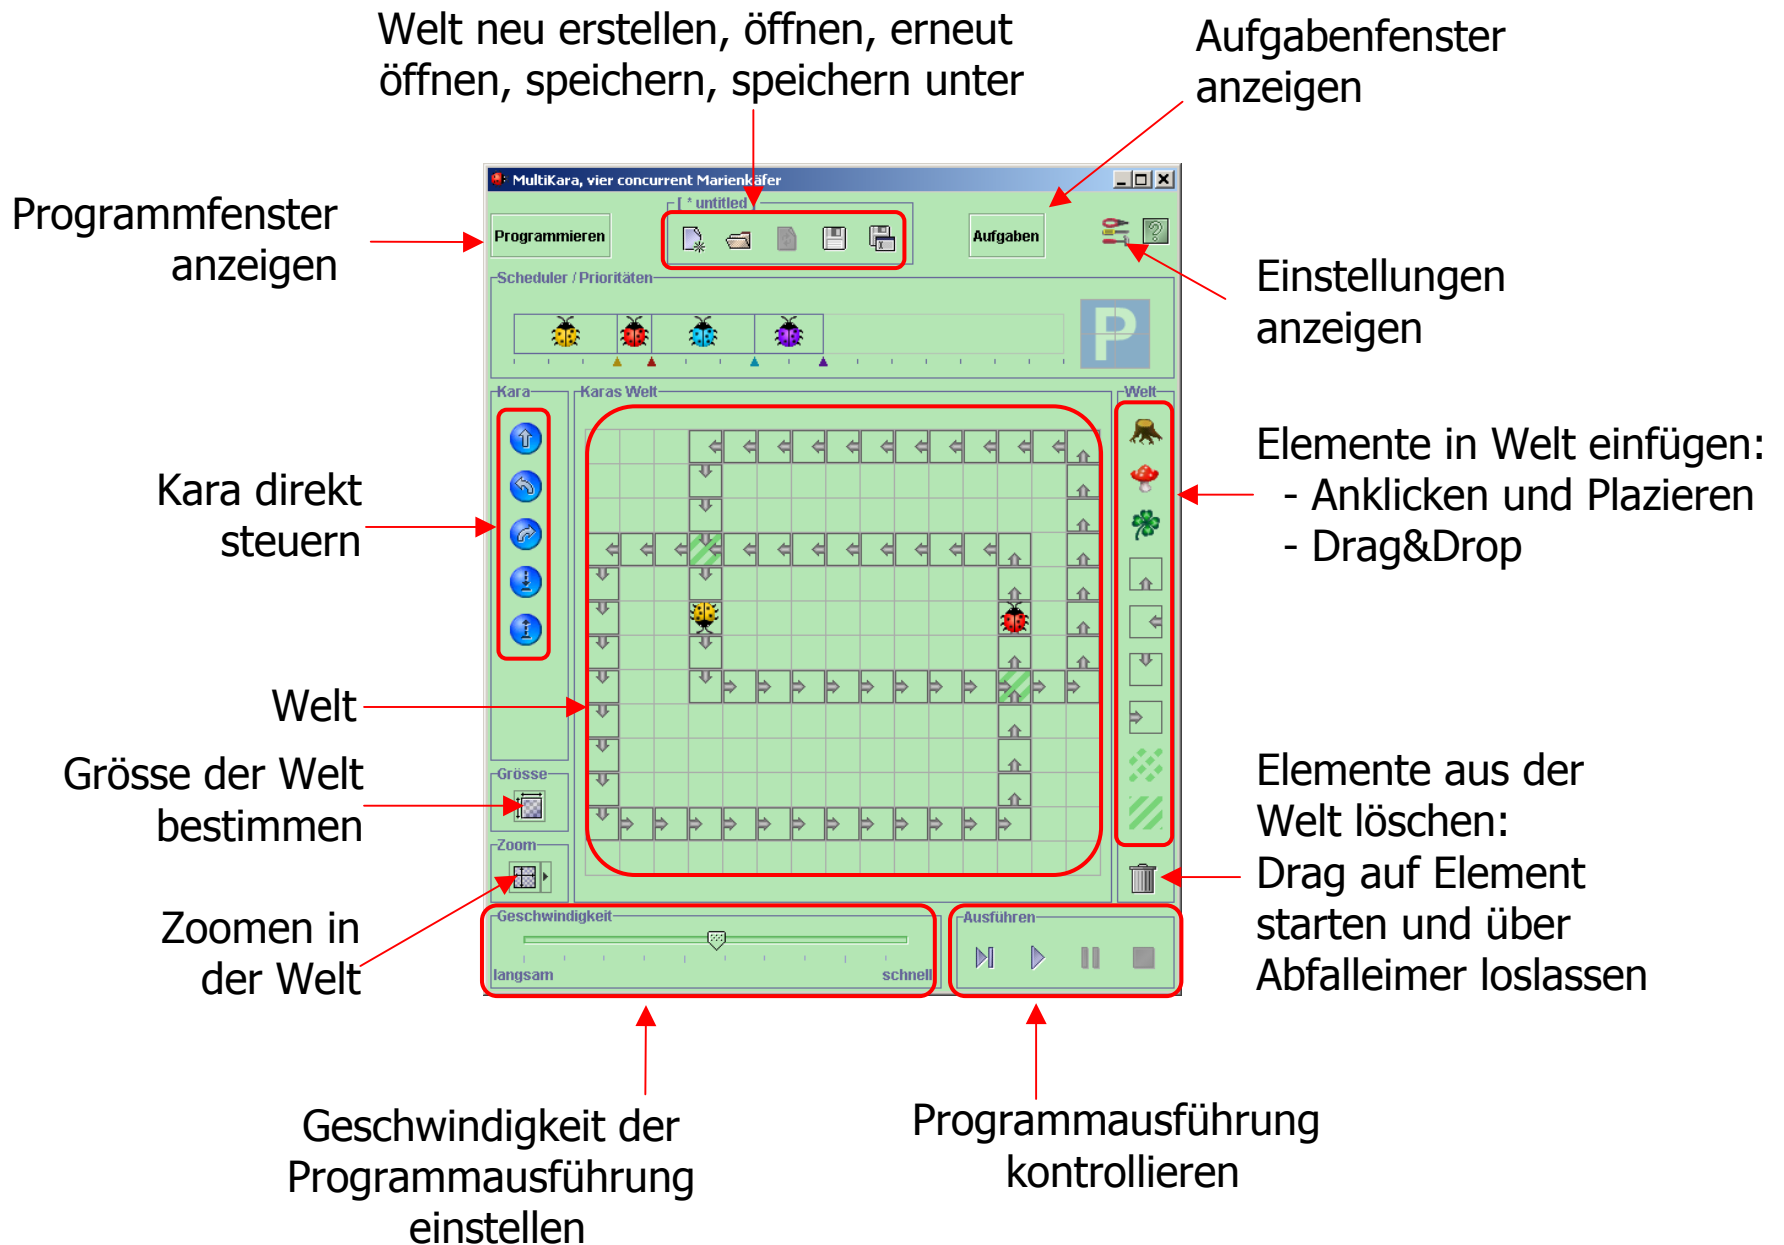 Welt neu erstellen, öffnen, erneut
öffnen, speichern, speichern unter
Aufgabenfenster
anzeigen
MultiKara, vier concurrent Marienkäfer
Programmfenster
anzeigen
[ * untitled ]
Programmieren
Aufgaben
Einstellungen
anzeigen
Scheduler / Prioritäten
P
Kara
Karas Welt
Welt
Kara direkt
steuern
Elemente in Welt einfügen:
- Anklicken und Plazieren
- Drag&Drop
Welt
Grösse der Welt
bestimmen
Grösse
Zoom
Zoomen in
der Welt
Elemente aus der
Welt löschen:
Drag auf Element
starten und über
Abfalleimer loslassen
Geschwindigkeit
langsam
schnell
Ausführen
Geschwindigkeit der
Programmausführung
einstellen
Programmausführung
kontrollieren